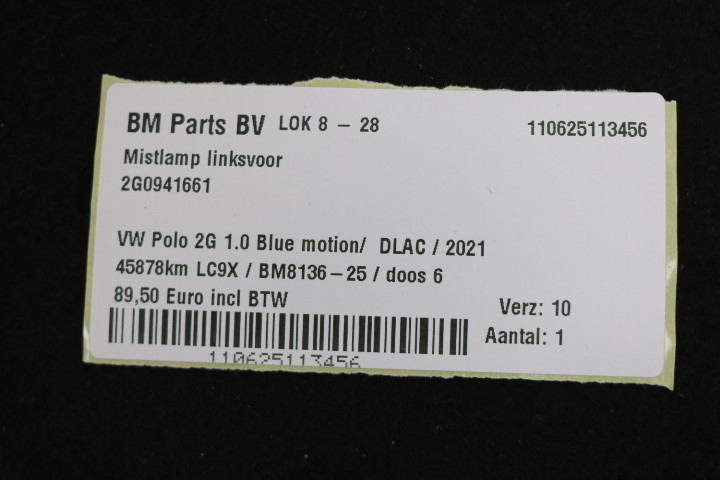 BM Parts BV LOK 8 – 28
110625113456
Mistlamp linksvoor
2G0941661
VW Polo 2G 1.0 Blue motion/ DLAC / 2021
45878km LC9X / BM8136-25 / doos 6
89,50 Euro incl BTW
Verz: 10
Aantal: 1
110625113456